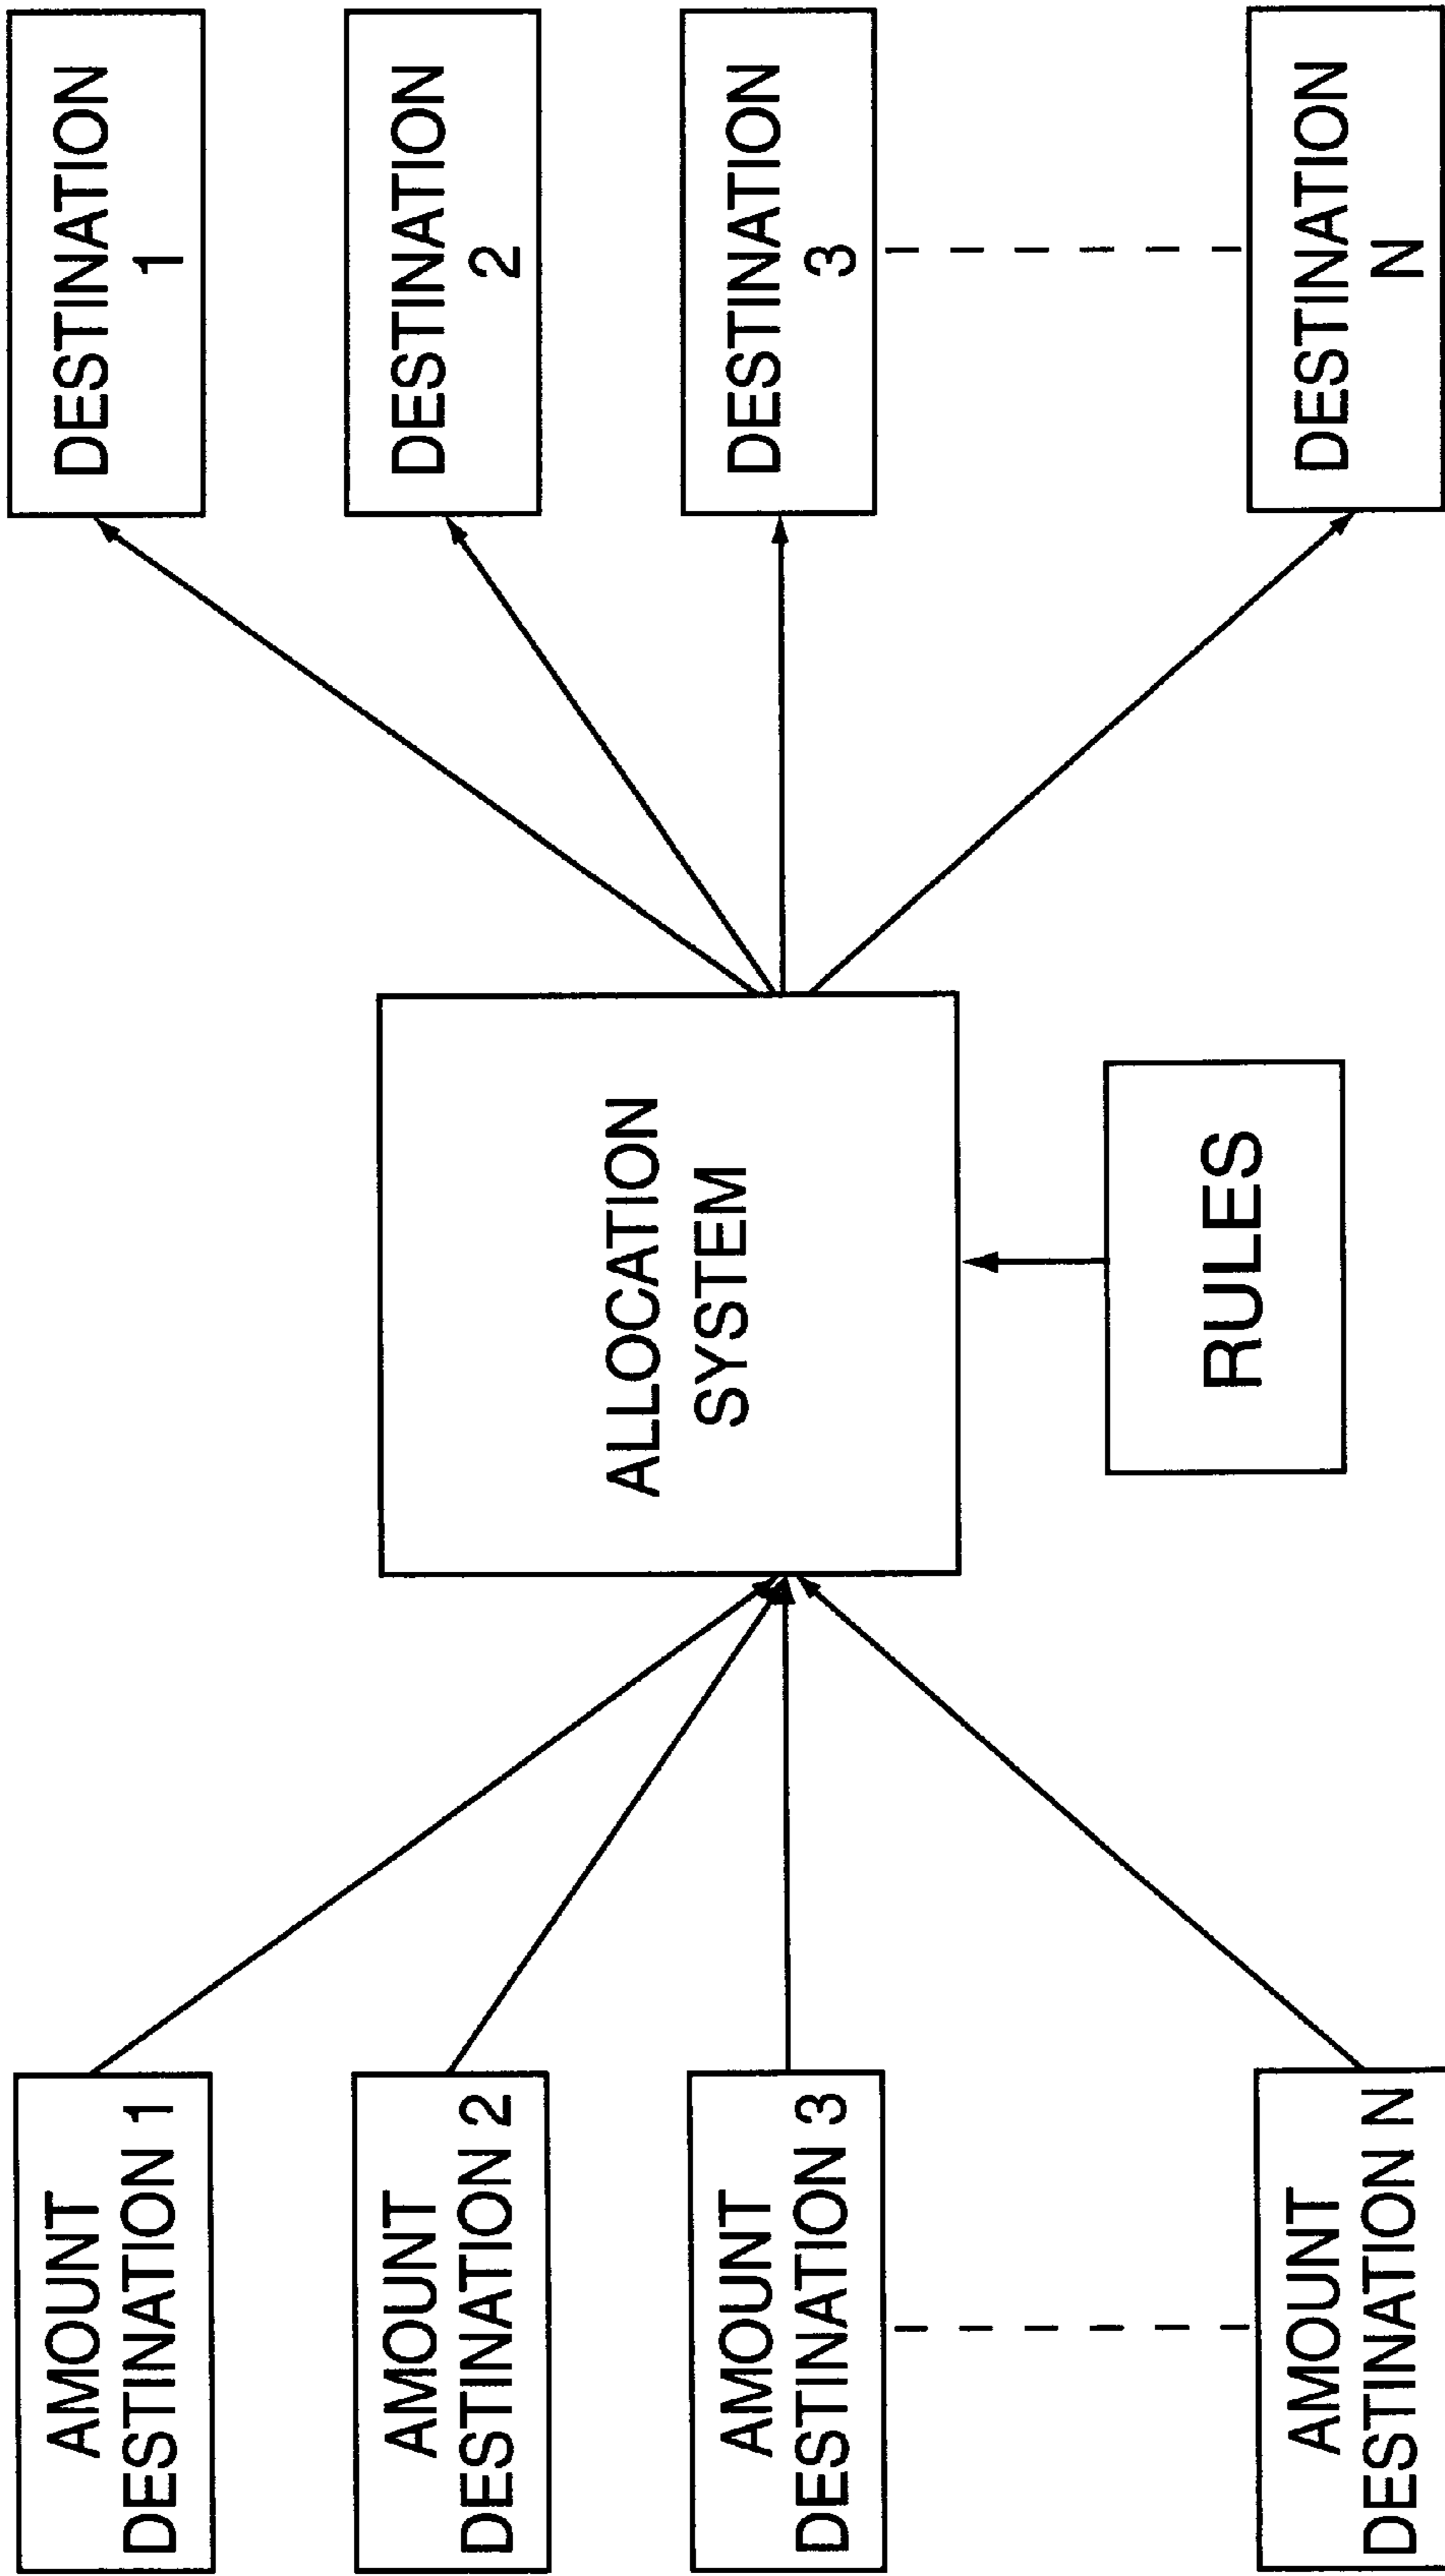 AMOUNT
DESTINATION 1
AMOUNT
DESTINATION 2
AMOUNT
DESTINATION 3
AMOUNT
DESTINATION N
ALLOCATION
SYSTEM
RULES
DESTINATION
1
DESTINATION
2
DESTINATION
3
DESTINATION
N